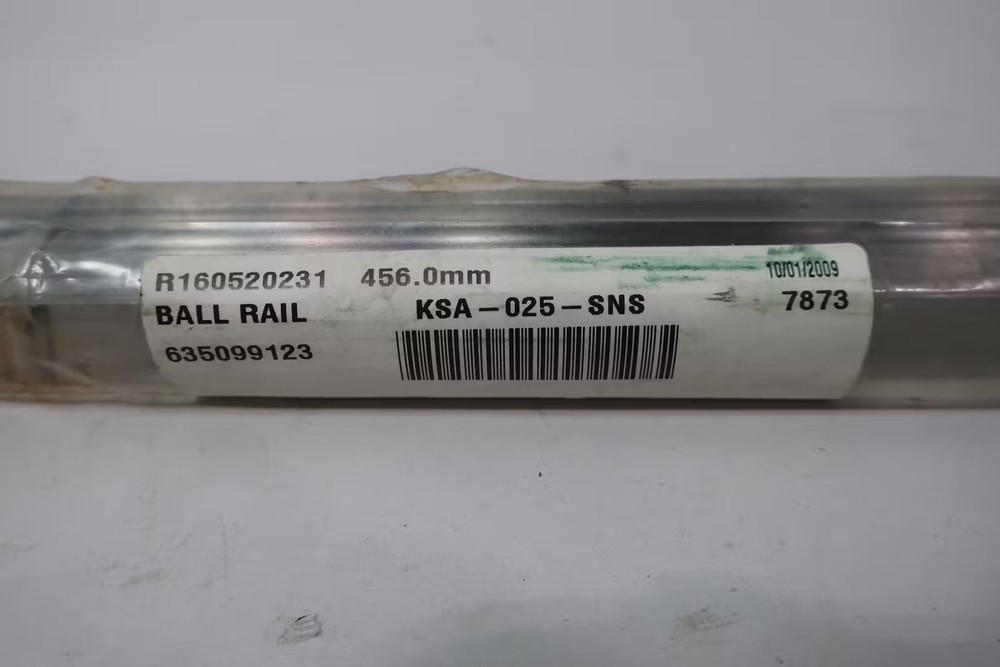 R160520231 456.0mm 10/01/2009
BALL RAIL KSA-025-SNS 7873
635099123